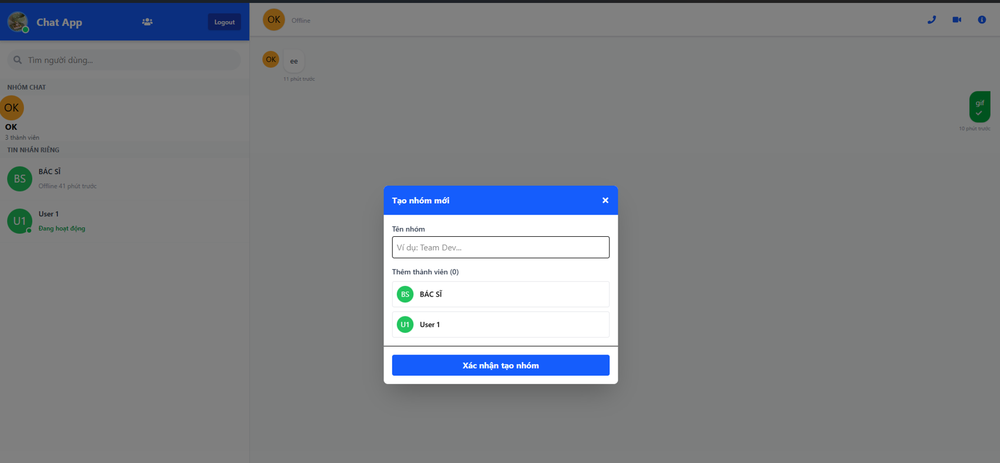 Chat App
Logout
Tìm người dùng...
NHÓM CHAT
OK
OK
3 thành viên
TIN NHẮN RIÊNG
BS
BÁC SĨ
Offline 41 phút trước
U1
User 1
Đang hoạt động
OK
Offline
OK
ee
11 phút trước
gif
10 phút trước
Tạo nhóm mới
Tên nhóm
Ví dụ: Team Dev...
Thêm thành viên (0)
BS
BÁC SĨ
U1
User 1
Xác nhận tạo nhóm